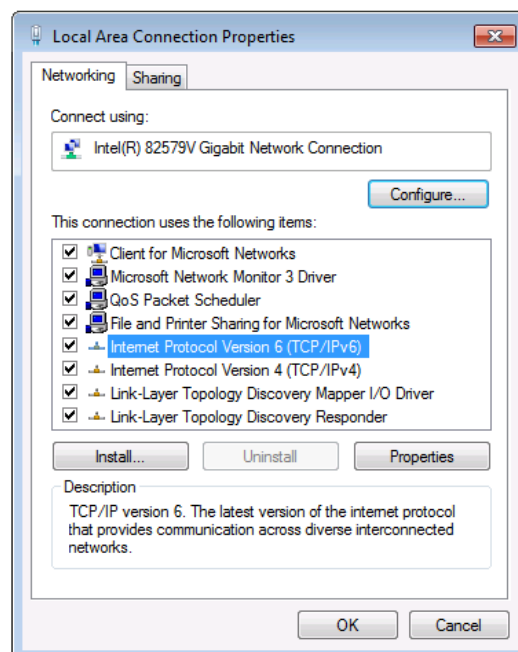 Local Area Connection Properties
Networking Sharing
Connect using:
Intel(R) 82579V Gigabit Network Connection
Configure...
This connection uses the following items:
Client for Microsoft Networks
Microsoft Network Monitor 3 Driver
QoS Packet Scheduler
File and Printer Sharing for Microsoft Networks
Internet Protocol Version 6 (TCP/IPv6)
Internet Protocol Version 4 (TCP/IPv4)
Link-Layer Topology Discovery Mapper I/O Driver
Link-Layer Topology Discovery Responder
Install... Uninstall Properties
Description
TCP/IP version 6. The latest version of the internet protocol
that provides communication across diverse interconnected
networks.
OK Cancel